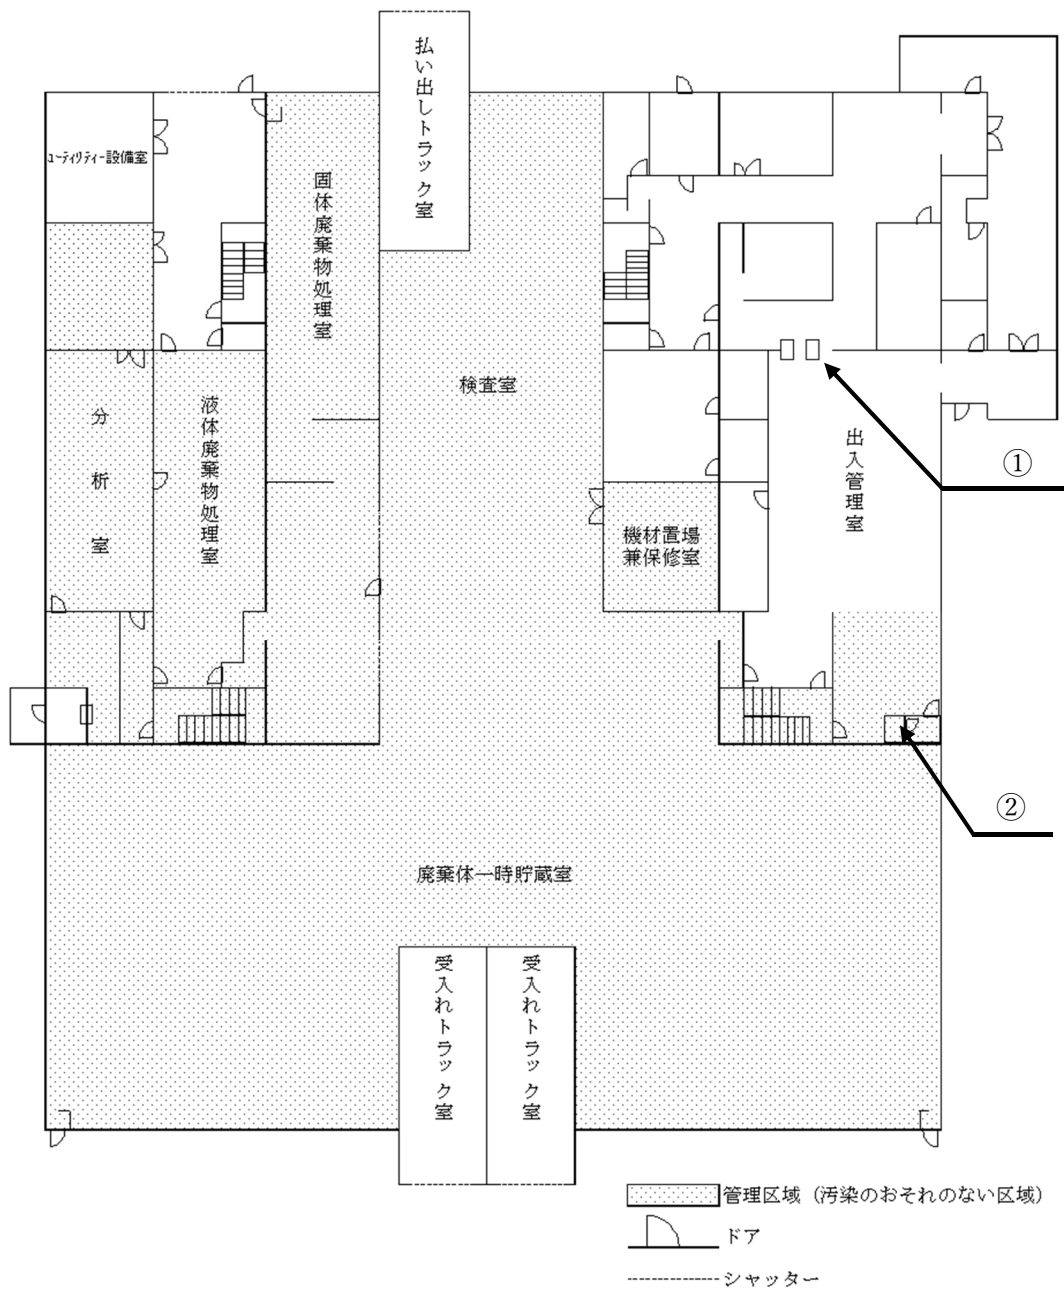 払い出しトラック室
ユーティリティー設備室
固体廃棄物処理室
検査室
分析室
液体廃棄物処理室
出入管理室
①
機材置場
兼保修室
②
廃棄体一時貯蔵室
受入れトラック室
受入れトラック室
管理区域（汚染のおそれのない区域）
ドア
シャッター